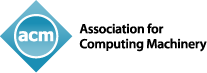 acm
Association for
Computing Machinery